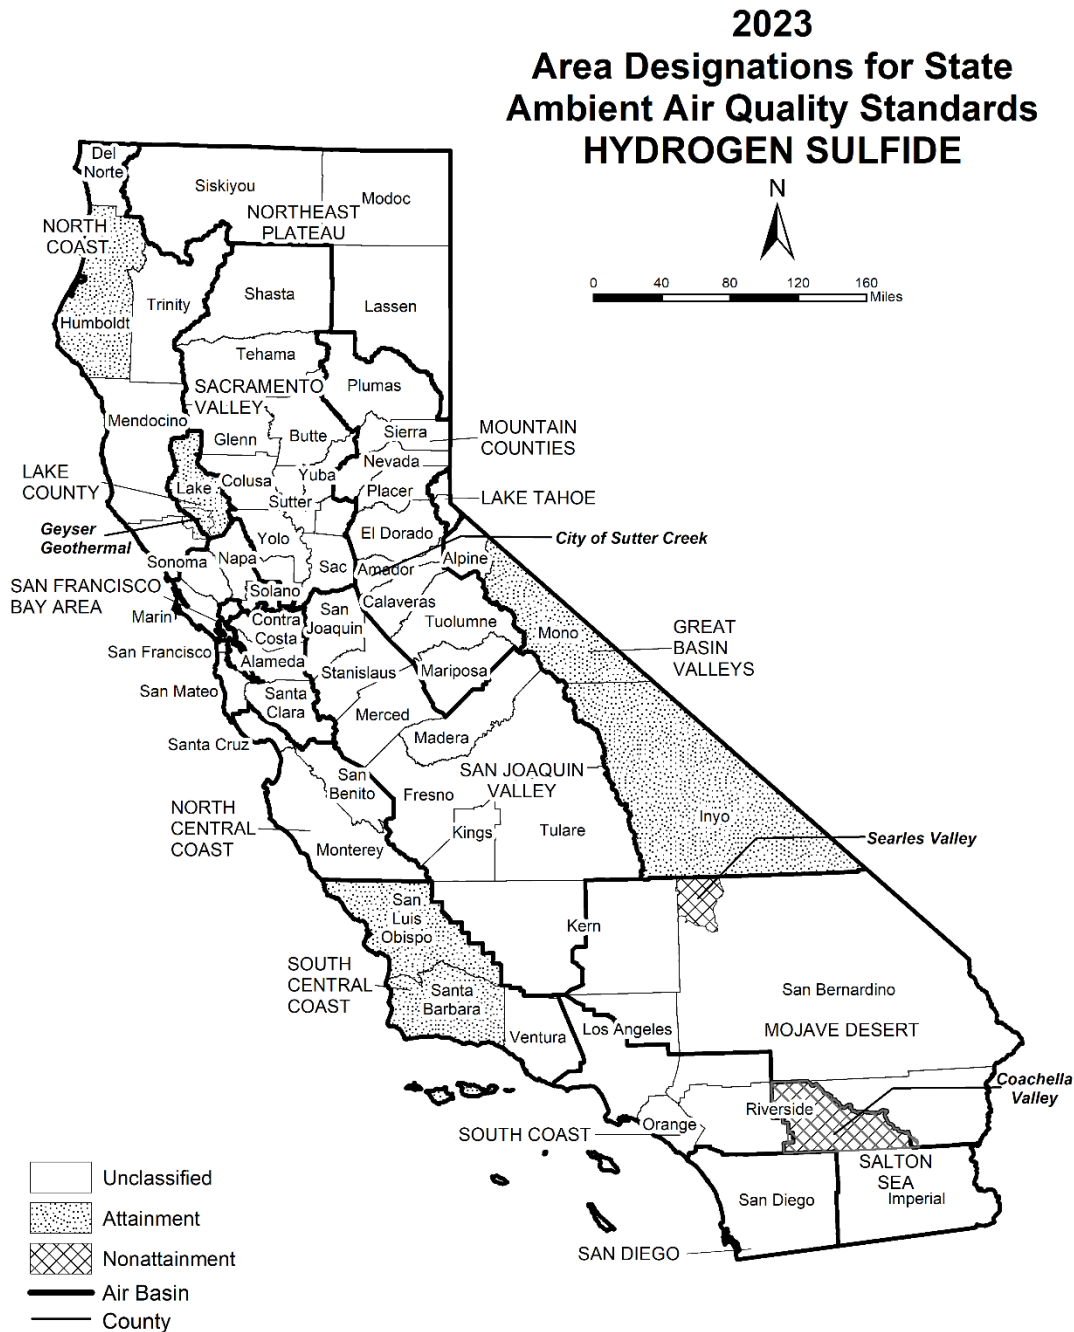 2023
Area Designations for State
Ambient Air Quality Standards
HYDROGEN SULFIDE
N
0 40 80 120 160
Miles
Del
Norte
Siskiyou
Modoc
NORTHEAST
PLATEAU
NORTH
COAST
Shasta
Trinity
Lassen
Humboldt
Tehama
Plumas
SACRAMENTO
VALLEY
Mendocino
Glenn
Butte
Sierra
MOUNTAIN
COUNTIES
Nevada
LAKE
COUNTY
Lake
Colusa
Yuba
Placer
Sutter
LAKE TAHOE
Geyser
Geothermal
Yolo
El Dorado
City of Sutter Creek
Sonoma
Napa
Sac
Amador
Alpine
SAN FRANCISCO
BAY AREA
Solano
Calaveras
Marin
Contra
Costa
San
Joaquin
Tuolumne
Mono
GREAT
BASIN
VALLEYS
San Francisco
Alameda
Stanislaus
Mariposa
San Mateo
Santa
Clara
Merced
Madera
Santa Cruz
San
Benito
SAN JOAQUIN
VALLEY
Fresno
NORTH
CENTRAL
COAST
Kings
Tulare
Inyo
Searles Valley
Monterey
San
Luis
Obispo
Kern
SOUTH
CENTRAL
COAST
Santa
Barbara
San Bernardino
Ventura
Los Angeles
MOJAVE DESERT
Coachella
Valley
Riverside
Orange
SOUTH COAST
SALTON
SEA
Imperial
San Diego
SAN DIEGO
Unclassified
Attainment
Nonattainment
Air Basin
County